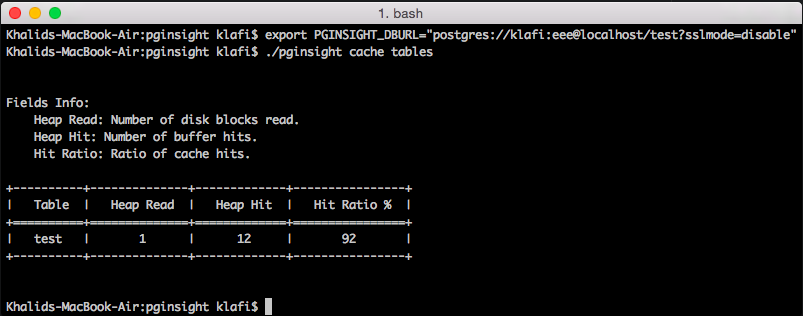 1. bash
Khalids-MacBook-Air:pginsight klafi$ export PGINSIGHT_DBURL="postgres://klafi:eee@localhost/test?sslmode=disable"
Khalids-MacBook-Air:pginsight klafi$ ./pginsight cache tables
Fields Info:
    Heap Read: Number of disk blocks read.
    Heap Hit: Number of buffer hits.
    Hit Ratio: Ratio of cache hits.
+----------+--------------+-------------+----------------+
|   Table  |   Heap Read  |   Heap Hit  |   Hit Ratio %  |
+==========+==============+=============+================+
|   test   |       1      |      12     |       92       |
+----------+--------------+-------------+----------------+
Khalids-MacBook-Air:pginsight klafi$